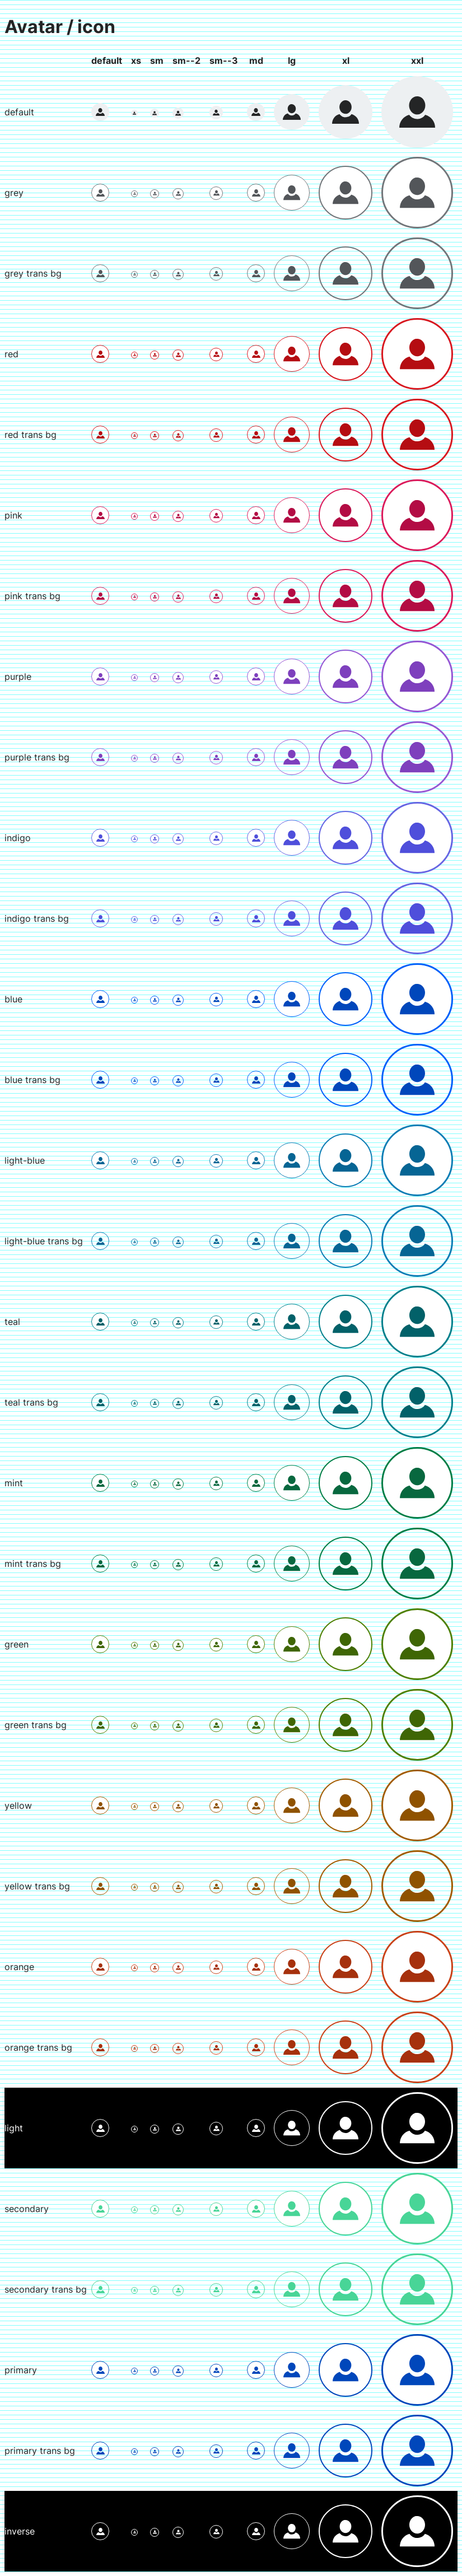 Avatar / icon
default xs sm sm--2 sm--3 md lg xl xxl
default
grey
grey trans bg
red
red trans bg
pink
pink trans bg
purple
purple trans bg
indigo
indigo trans bg
blue
blue trans bg
light-blue
light-blue trans bg
teal
teal trans bg
mint
mint trans bg
green
green trans bg
yellow
yellow trans bg
orange
orange trans bg
light
secondary
secondary trans bg
primary
primary trans bg
inverse